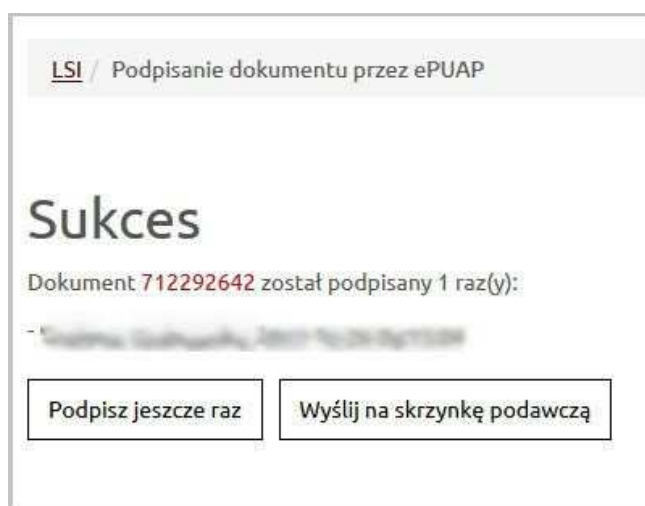 LSI / Podpisanie dokumentu przez ePUAP
Sukces
Dokument 712292642 został podpisany 1 raz(y):
-
Podpisz jeszcze raz
Wyślij na skrzynkę podawczą